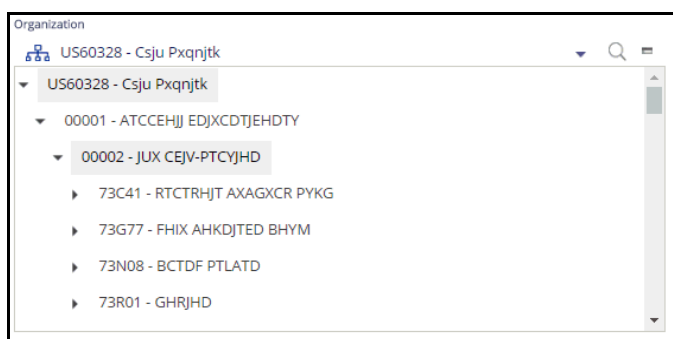 Organization
US60328 - Csju Pxqnjtk
US60328 - Csju Pxqnjtk
00001 - ATCCEHJJ EDJXCDTJEHDTY
00002 - JUX CEJV-PTCYJHD
73C41 - RTCTRHJT AXAGXCR PYKG
73G77 - FHIX AHKDJTED BHYM
73N08 - BCTDF PTLATD
73R01 - GHRJHD